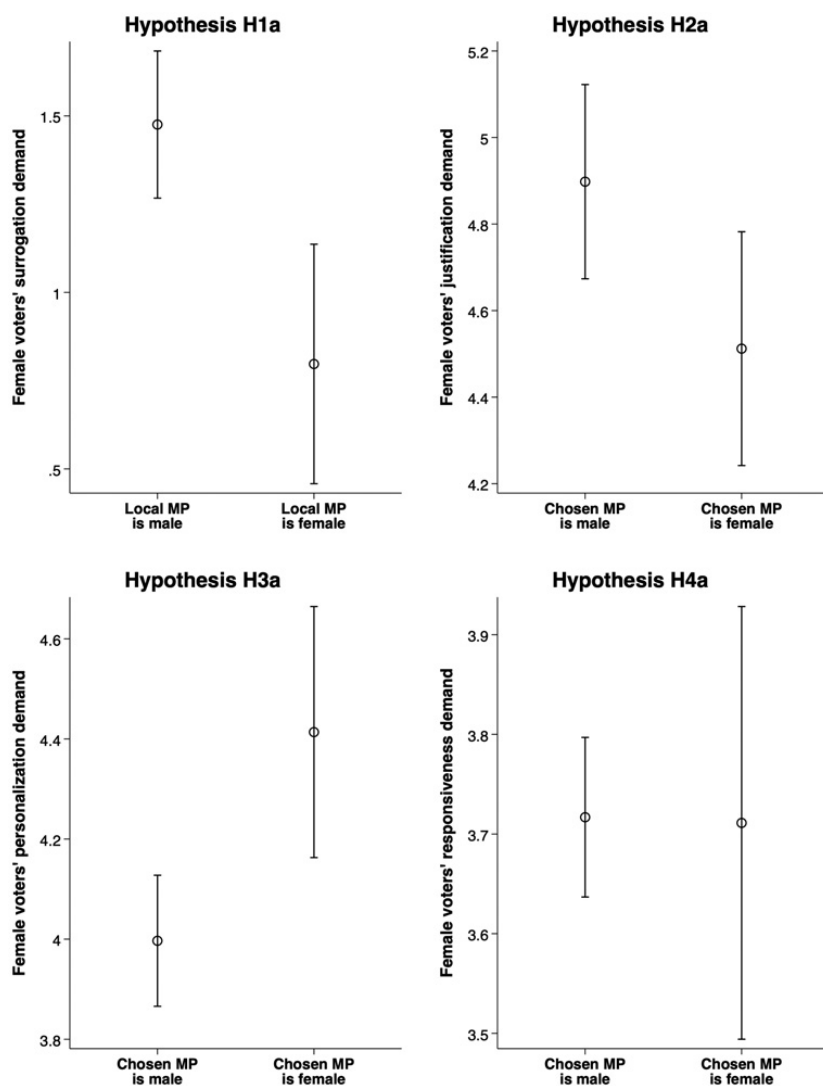 Hypothesis H1a
Female voters' surrogation demand
1.5
1
.5
Local MP
is male
Local MP
is female
Hypothesis H2a
Female voters' justification demand
5.2
5
4.8
4.6
4.4
4.2
Chosen MP
is male
Chosen MP
is female
Hypothesis H3a
Female voters' personalization demand
4.6
4.4
4.2
4
3.8
Chosen MP
is male
Chosen MP
is female
Hypothesis H4a
Female voters' responsiveness demand
3.9
3.8
3.7
3.6
3.5
Chosen MP
is male
Chosen MP
is female